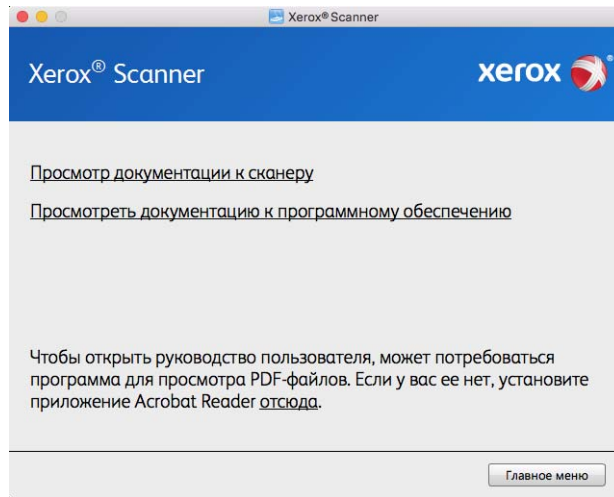 Xerox® Scanner
Xerox® Scanner
xerox ®
Просмотр документации к сканеру
Просмотреть документацию к программному обеспечению
Чтобы открыть руководство пользователя, может потребоваться
программа для просмотра PDF-файлов. Если у вас ее нет, установите
приложение Acrobat Reader отсюда.
Главное меню